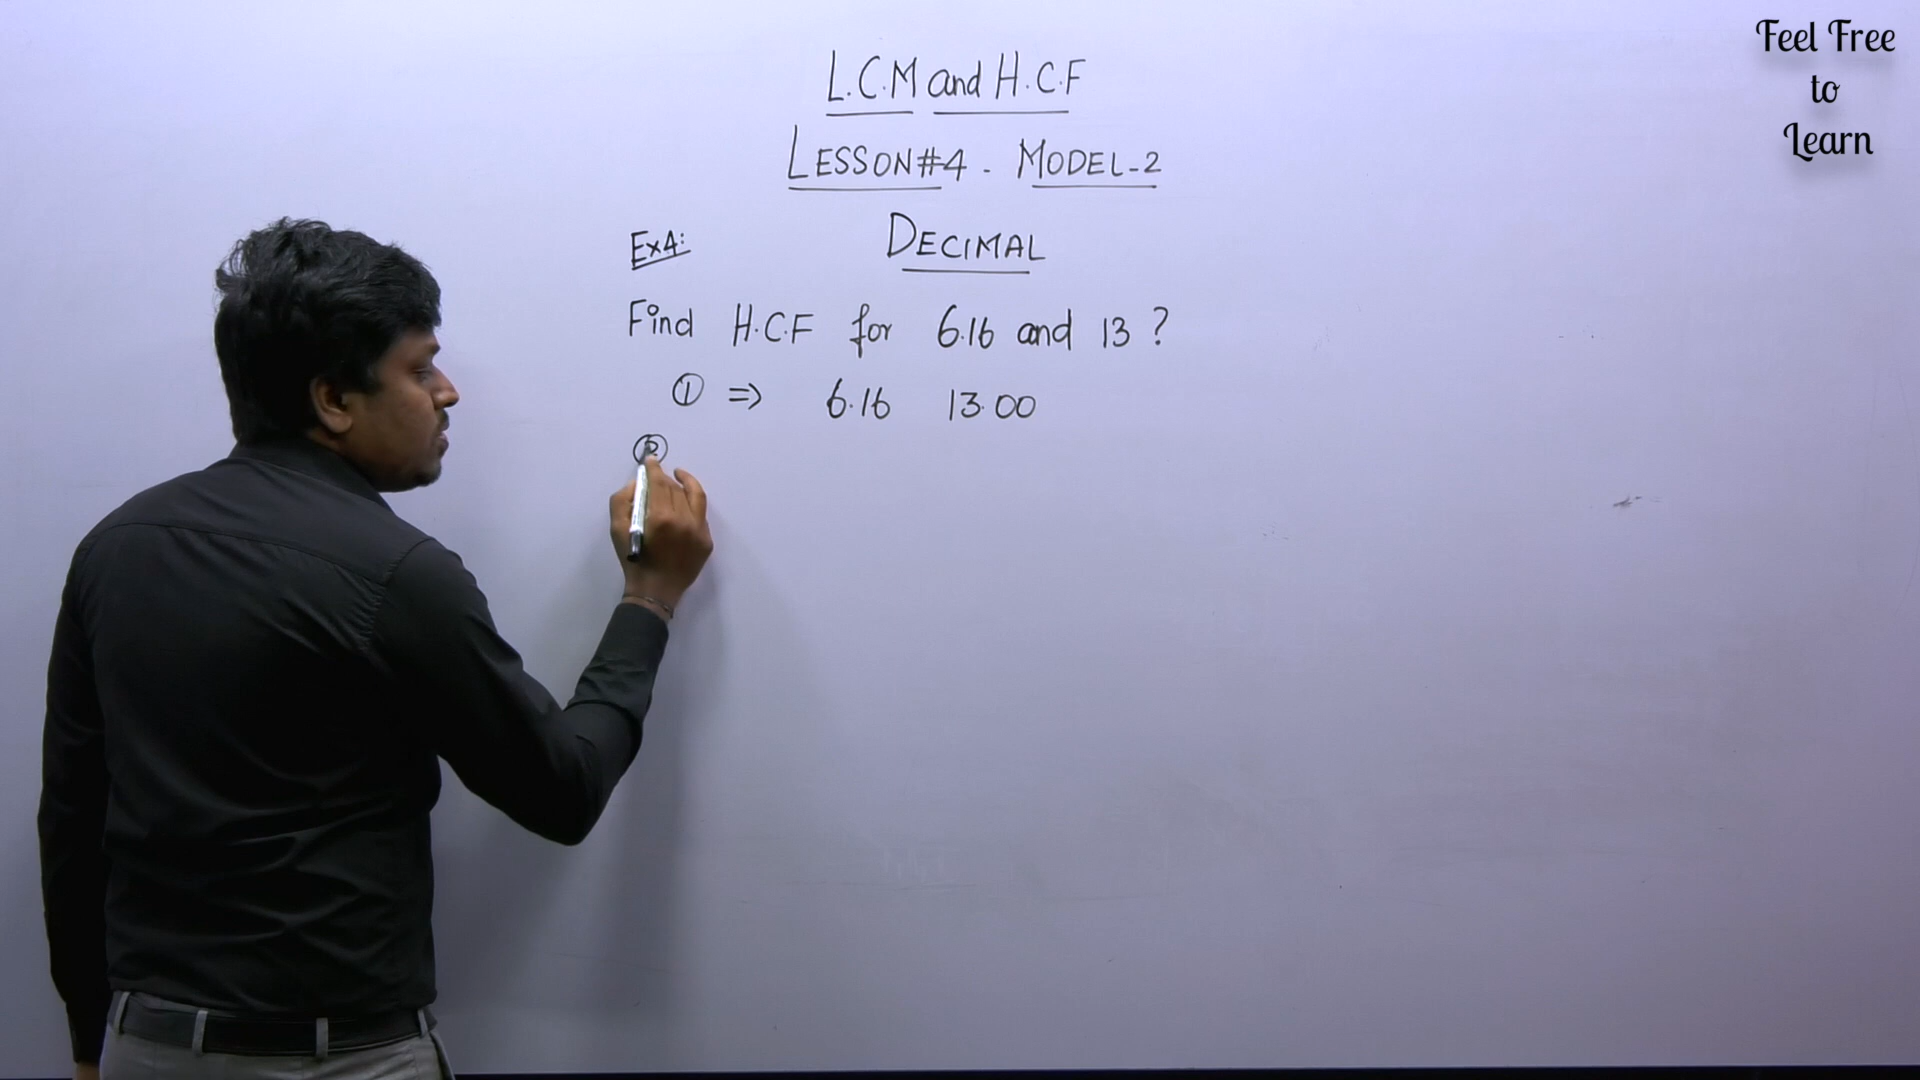 Feel Free
to
Learn
L.C.M and H.C.F
LESSON#4 - MODEL-2
DECIMAL
Ex4:
Find H.C.F for 6.16 and 13 ?
① ⇒ 6.16 13.00
②